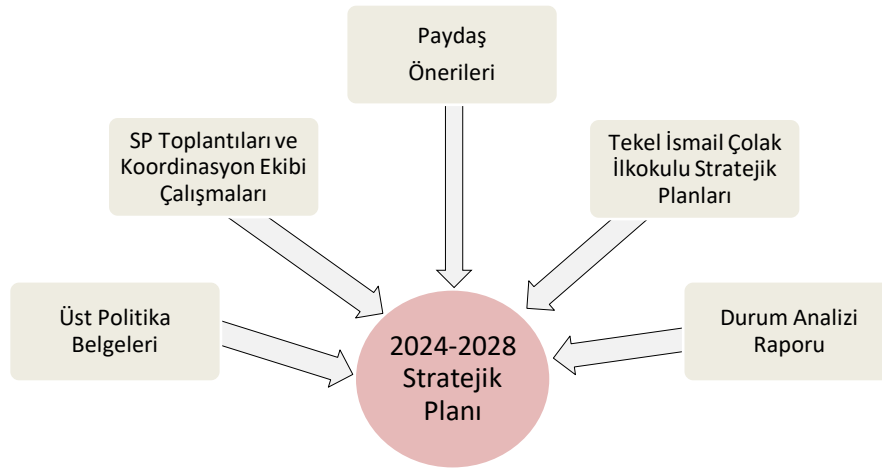 Paydaş
Önerileri
SP Toplantıları ve
Koordinasyon Ekibi
Çalışmaları
Tekel İsmail Çolak
İlkokulu Stratejik
Planları
Üst Politika
Belgeleri
2024-2028
Stratejik
Planı
Durum Analizi
Raporu